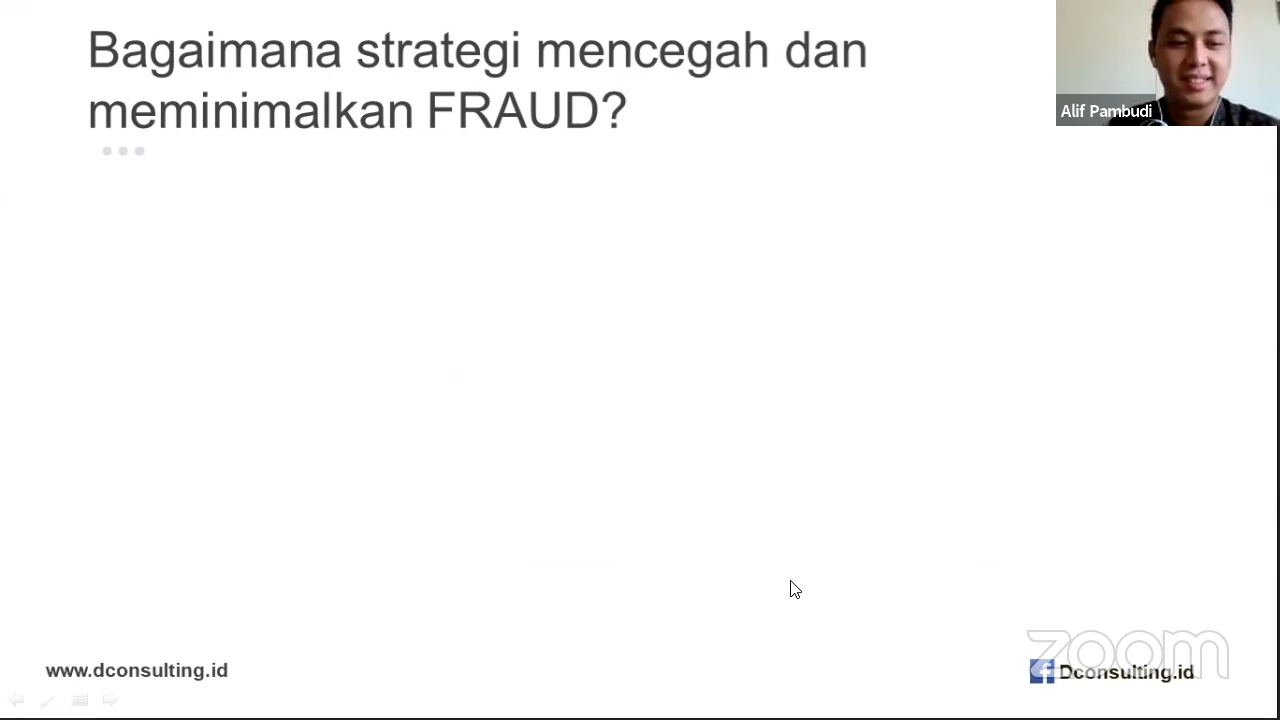 Bagaimana strategi mencegah dan
meminimalkan FRAUD?
Alif Pambudi
www.dconsulting.id
zoom
Dconsulting.id